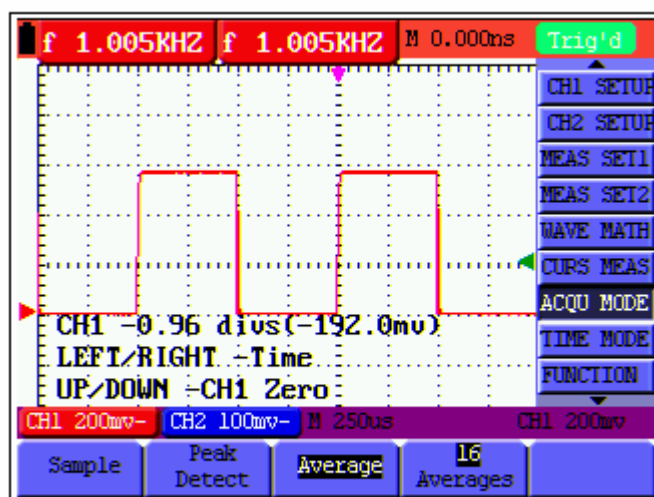 f 1.005KHZ f 1.005KHZ M 0.000ns Trig'd
CH1 SETUP
CH2 SETUP
MEAS SET1
MEAS SET2
WAVE MATH
CURS MEAS
ACQU MODE
TIME MODE
FUNCTION
CH1 -0.96 divs(-192.0mv)
LEFT/RIGHT -Time
UP/DOWN -CH1 Zero
CH1 200mv- CH2 100mv- M 250us CH1 200mv
Sample
Peak Detect
Average
16 Averages